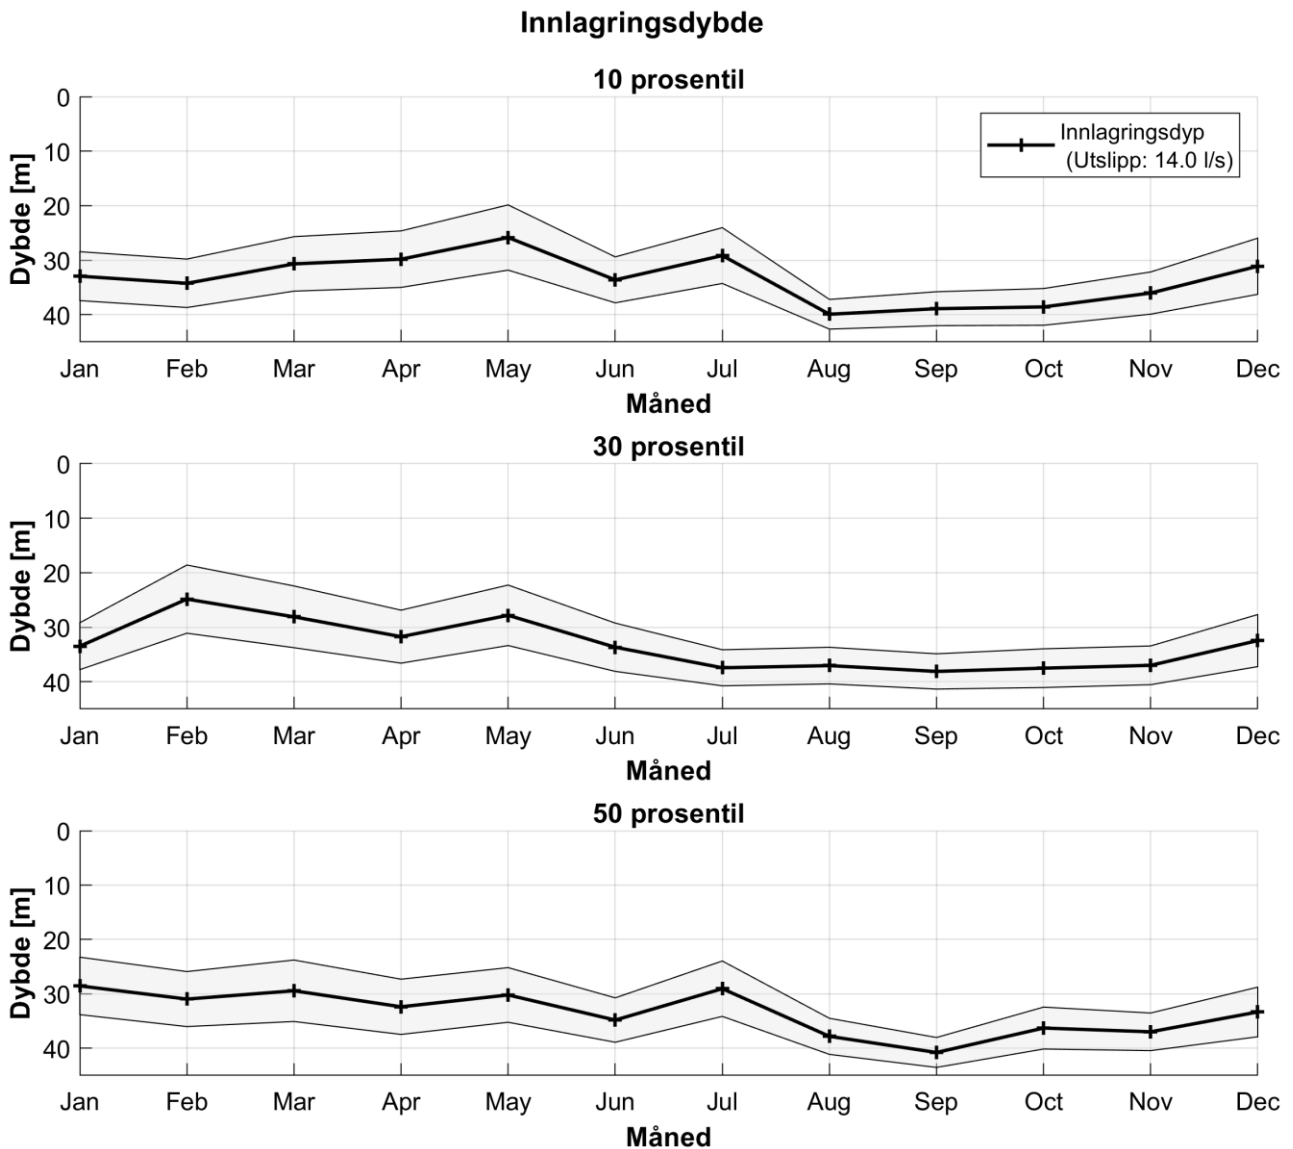 Innlagringsdybde
10 prosentil
0
10
20
30
40
Dybde [m]
Innlagringsdyp
(Utslipp: 14.0 l/s)
Jan Feb Mar Apr May Jun Jul Aug Sep Oct Nov Dec
Måned
30 prosentil
0
10
20
30
40
Dybde [m]
Jan Feb Mar Apr May Jun Jul Aug Sep Oct Nov Dec
Måned
50 prosentil
0
10
20
30
40
Dybde [m]
Jan Feb Mar Apr May Jun Jul Aug Sep Oct Nov Dec
Måned